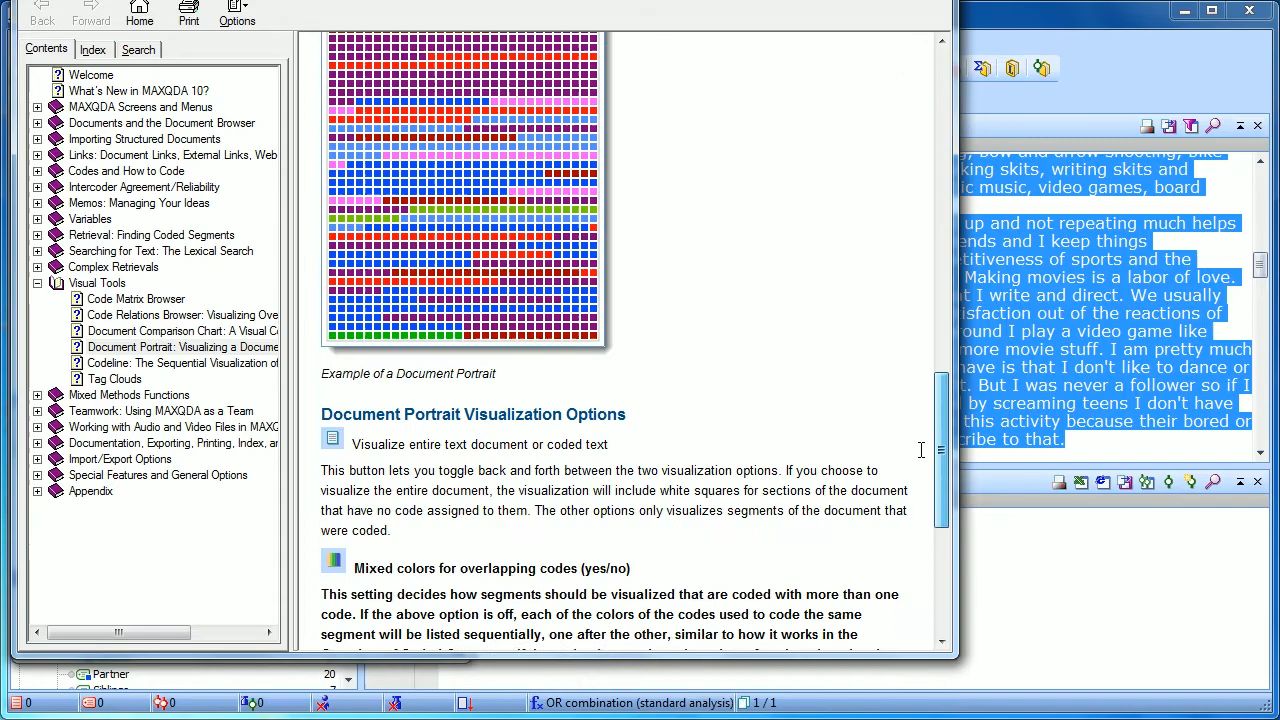 Back Forward Home Print Options
Contents Index Search
Welcome
What's New in MAXQDA 10?
MAXQDA Screens and Menus
Documents and the Document Browser
Importing Structured Documents
Links: Document Links, External Links, Web
Codes and How to Code
Intercoder Agreement/Reliability
Memos: Managing Your Ideas
Variables
Retrieval: Finding Coded Segments
Searching for Text: The Lexical Search
Complex Retrievals
Visual Tools
Code Matrix Browser
Code Relations Browser: Visualizing Ove
Document Comparison Chart: A Visual C
Document Portrait: Visualizing a Docume
Codeline: The Sequential Visualization of
Tag Clouds
Mixed Methods Functions
Teamwork: Using MAXQDA as a Team
Working with Audio and Video Files in MAXQ
Documentation, Exporting, Printing, Index, ar
Import/Export Options
Special Features and General Options
Appendix
Example of a Document Portrait
Document Portrait Visualization Options
Visualize entire text document or coded text
This button lets you toggle back and forth between the two visualization options. If you choose to
visualize the entire document, the visualization will include white squares for sections of the document
that have no code assigned to them. The other options only visualizes segments of the document that
were coded.
Mixed colors for overlapping codes (yes/no)
This setting decides how segments should be visualized that are coded with more than one
code. If the above option is off, each of the colors of the codes used to code the same
segment will be listed sequentially, one after the other, similar to how it works in the
king skits, writing skits and
ic music, video games, board
up and not repeating much helps
ends and I keep things
etitiveness of sports and the
Making movies is a labor of love.
at I write and direct. We usually
isfaction out of the reactions of
round I play a video game like
more movie stuff. I am pretty much
have is that I don't like to dance or
t. But I was never a follower so if I
d by screaming teens I don't have
this activity because their bored or
cribe to that.
Partner 20
0 0 0 0 OR combination (standard analysis) 1 / 1